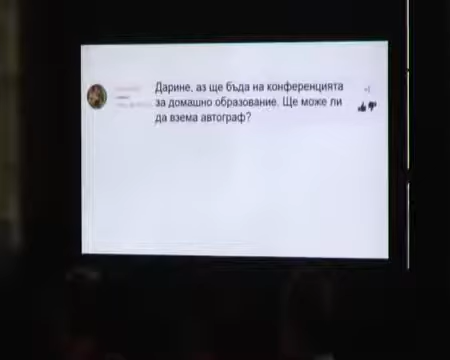 Дарине, аз ще бъда на конференцията
за домашно образование. Ще може ли
да взема автограф?